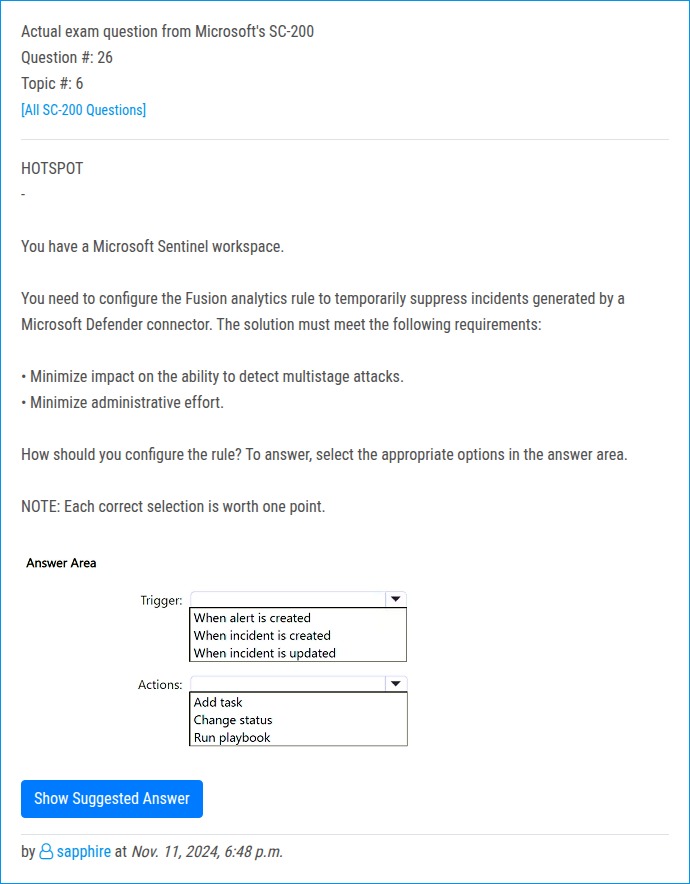 Actual exam question from Microsoft's SC-200
Question #: 26
Topic #: 6
[All SC-200 Questions]
HOTSPOT
-
You have a Microsoft Sentinel workspace.
You need to configure the Fusion analytics rule to temporarily suppress incidents generated by a
Microsoft Defender connector. The solution must meet the following requirements:
• Minimize impact on the ability to detect multistage attacks.
• Minimize administrative effort.
How should you configure the rule? To answer, select the appropriate options in the answer area.
NOTE: Each correct selection is worth one point.
Answer Area
Trigger:
When alert is created
When incident is created
When incident is updated
Actions:
Add task
Change status
Run playbook
Show Suggested Answer
by sapphire at Nov. 11, 2024, 6:48 p.m.